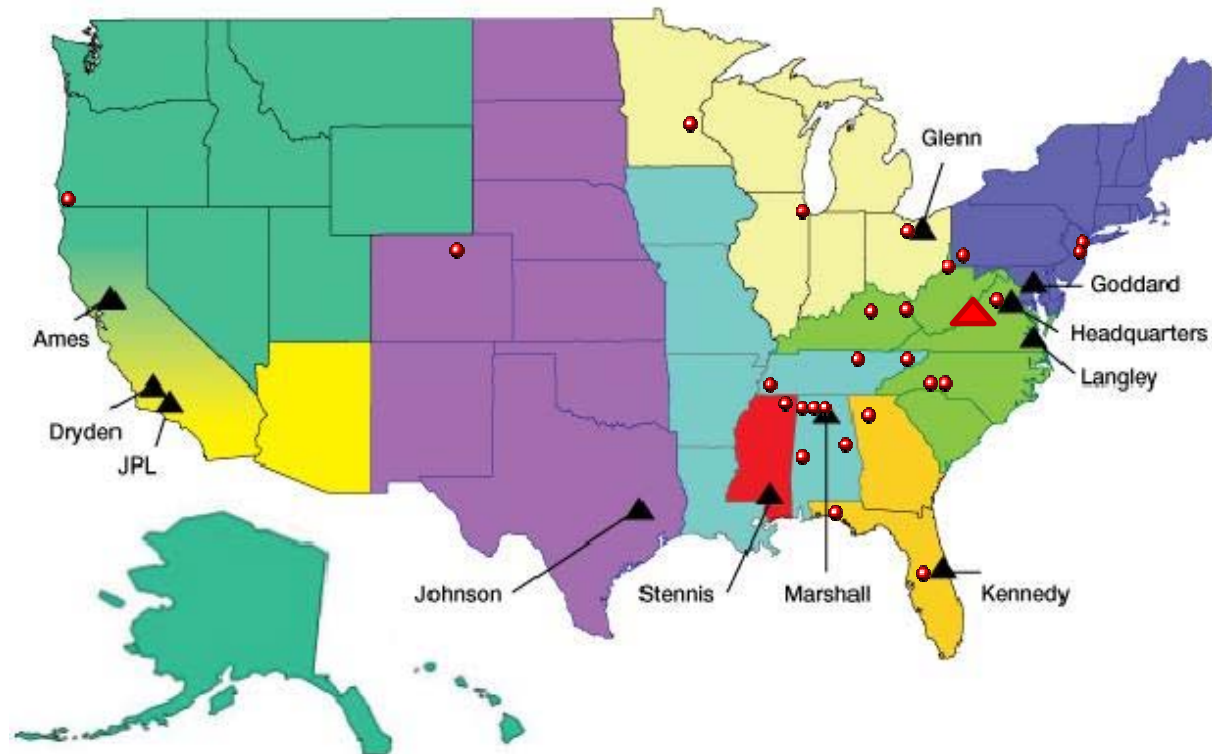 Glenn
Goddard
Headquarters
Langley
Ames
Dryden
JPL
Johnson
Stennis
Marshall
Kennedy